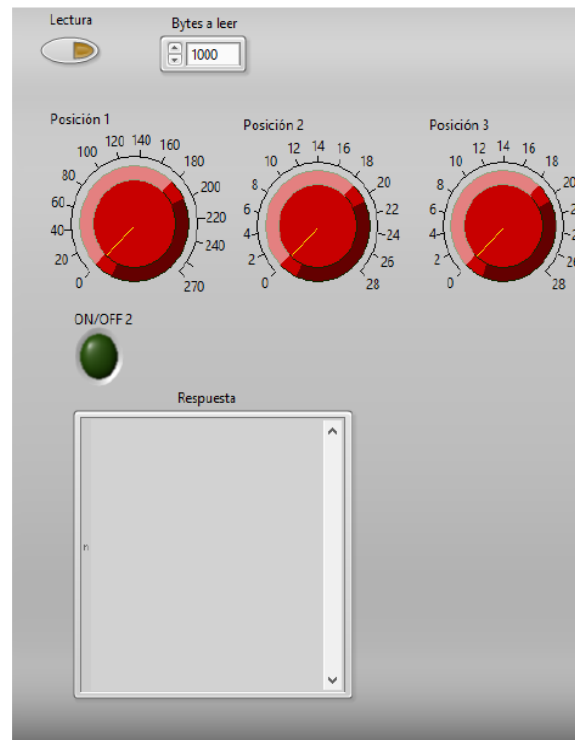 Lectura
Bytes a leer
1000
Posición 1
0 20 40 60 80 100 120 140 160 180 200 220 240 270
Posición 2
0 2 4 6 8 10 12 14 16 18 20 22 24 26 28
Posición 3
0 2 4 6 8 10 12 14 16 18 20 28
ON/OFF 2
Respuesta
n